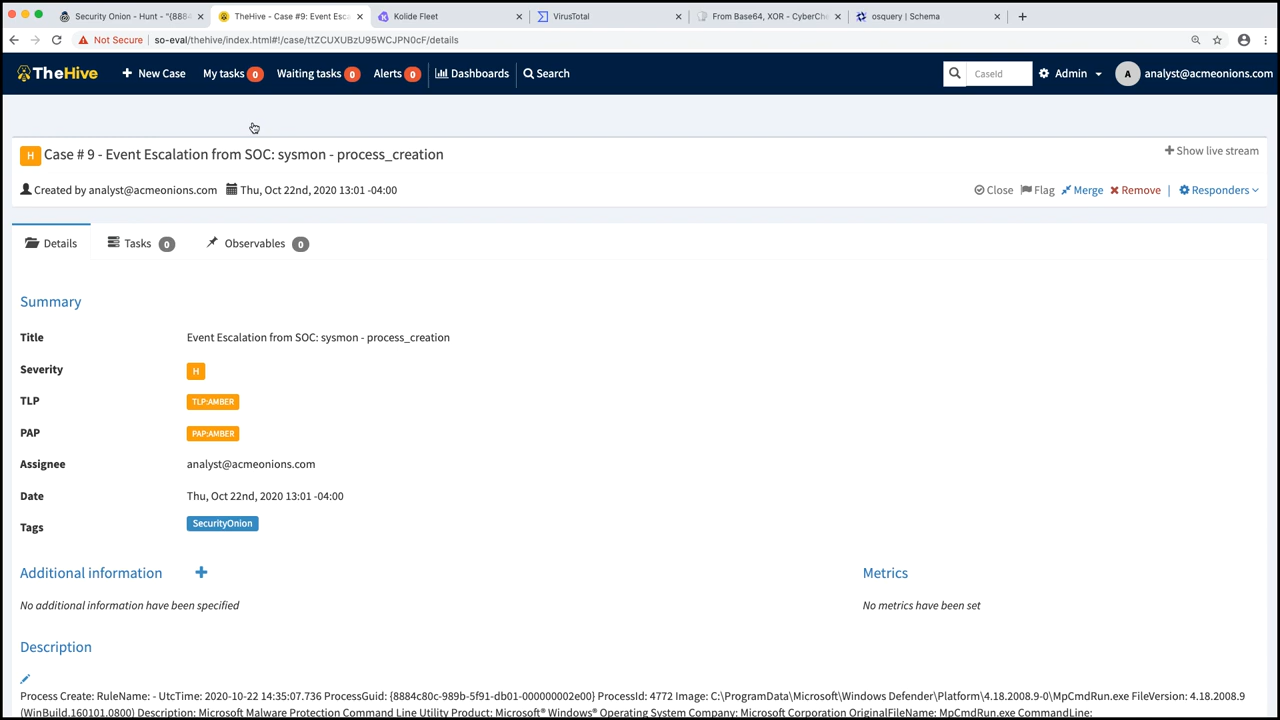 Security Onion - Hunt - "{8884
TheHive - Case #9: Event Esc
Kolide Fleet
VirusTotal
From Base64, XOR - CyberChe
osquery | Schema
Not Secure
so-eval/thehive/index.html#!/case/ttZCUXUBzU95WCJPN0cF/details
TheHive
New Case
My tasks 0
Waiting tasks 0
Alerts 0
Dashboards
Search
CaseId
Admin
A
analyst@acmeonions.com
H Case # 9 - Event Escalation from SOC: sysmon - process_creation
Show live stream
Created by analyst@acmeonions.com Thu, Oct 22nd, 2020 13:01 -04:00
Close Flag Merge Remove | Responders
Details
Tasks 0
Observables 0
Summary
Title Event Escalation from SOC: sysmon - process_creation
Severity H
TLP TLP:AMBER
PAP PAP:AMBER
Assignee analyst@acmeonions.com
Date Thu, Oct 22nd, 2020 13:01 -04:00
Tags SecurityOnion
Additional information
Metrics
No additional information have been specified
No metrics have been set
Description
Process Create: RuleName: - UtcTime: 2020-10-22 14:35:07.736 ProcessGuid: {8884c80c-989b-5f91-db01-000000002e00} ProcessId: 4772 Image: C:\ProgramData\Microsoft\Windows Defender\Platform\4.18.2008.9-0\MpCmdRun.exe FileVersion: 4.18.2008.9
(WinBuild.160101.0800) Description: Microsoft Malware Protection Command Line Utility Product: Microsoft® Windows® Operating System Company: Microsoft Corporation OriginalFileName: MpCmdRun.exe CommandLine: